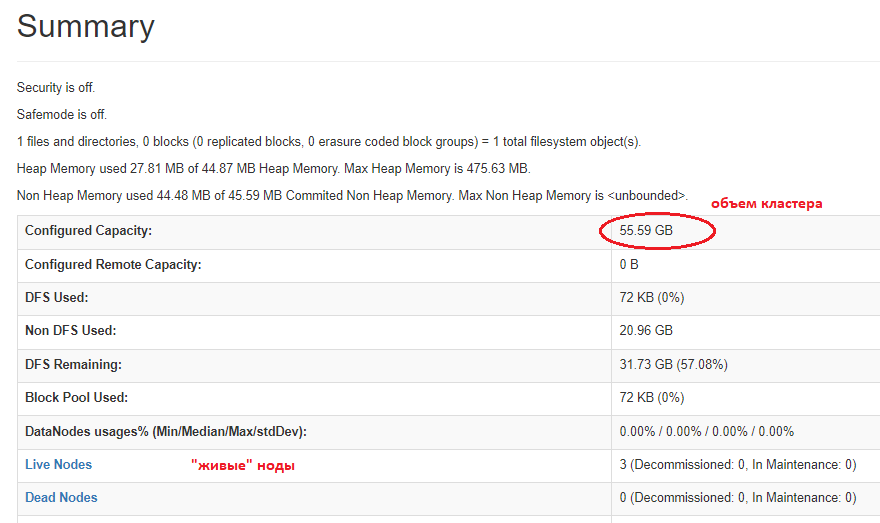 Summary
Security is off.
Safemode is off.
1 files and directories, 0 blocks (0 replicated blocks, 0 erasure coded block groups) = 1 total filesystem object(s).
Heap Memory used 27.81 MB of 44.87 MB Heap Memory. Max Heap Memory is 475.63 MB.
Non Heap Memory used 44.48 MB of 45.59 MB Commited Non Heap Memory. Max Non Heap Memory is <unbounded>.
объем кластера
Configured Capacity: 55.59 GB
Configured Remote Capacity: 0 B
DFS Used: 72 KB (0%)
Non DFS Used: 20.96 GB
DFS Remaining: 31.73 GB (57.08%)
Block Pool Used: 72 KB (0%)
DataNodes usages% (Min/Median/Max/stdDev): 0.00% / 0.00% / 0.00% / 0.00%
Live Nodes "живые" ноды 3 (Decommissioned: 0, In Maintenance: 0)
Dead Nodes 0 (Decommissioned: 0, In Maintenance: 0)